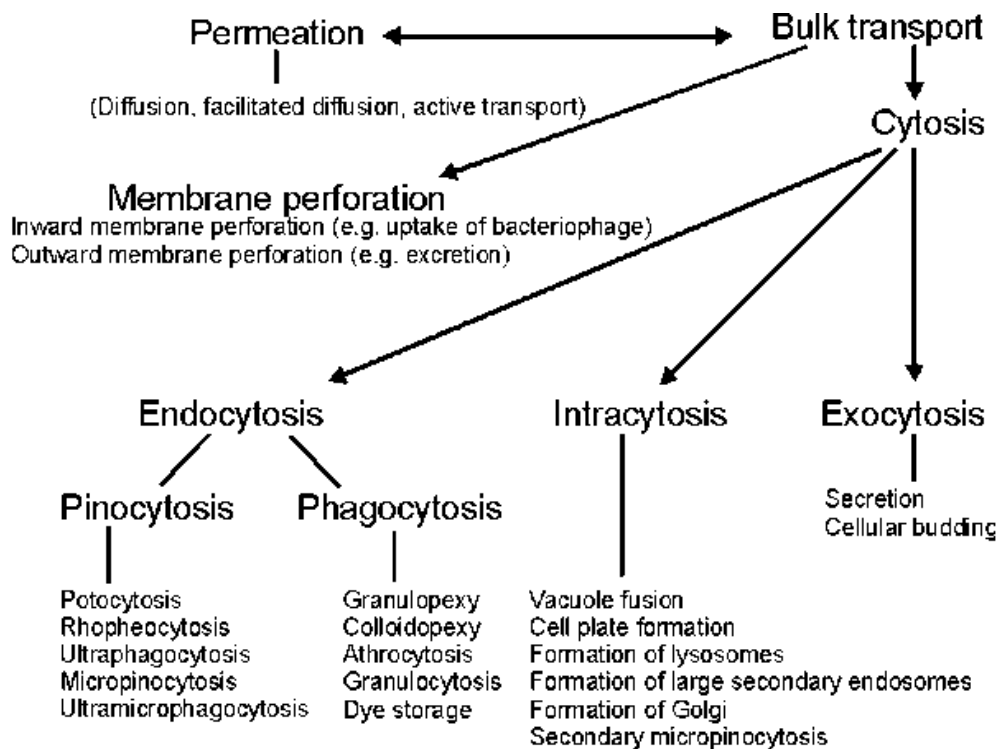 Permeation
Bulk transport
(Diffusion, facilitated diffusion, active transport)
Cytosis
Membrane perforation
Inward membrane perforation (e.g. uptake of bacteriophage)
Outward membrane perforation (e.g. excretion)
Endocytosis
Intracytosis
Exocytosis
Pinocytosis
Phagocytosis
Secretion
Cellular budding
Potocytosis
Rhopheocytosis
Ultraphagocytosis
Micropinocytosis
Ultramicrophagocytosis
Granulopexy
Colloidopexy
Athrocytosis
Granulocytosis
Dye storage
Vacuole fusion
Cell plate formation
Formation of lysosomes
Formation of large secondary endosomes
Formation of Golgi
Secondary micropinocytosis